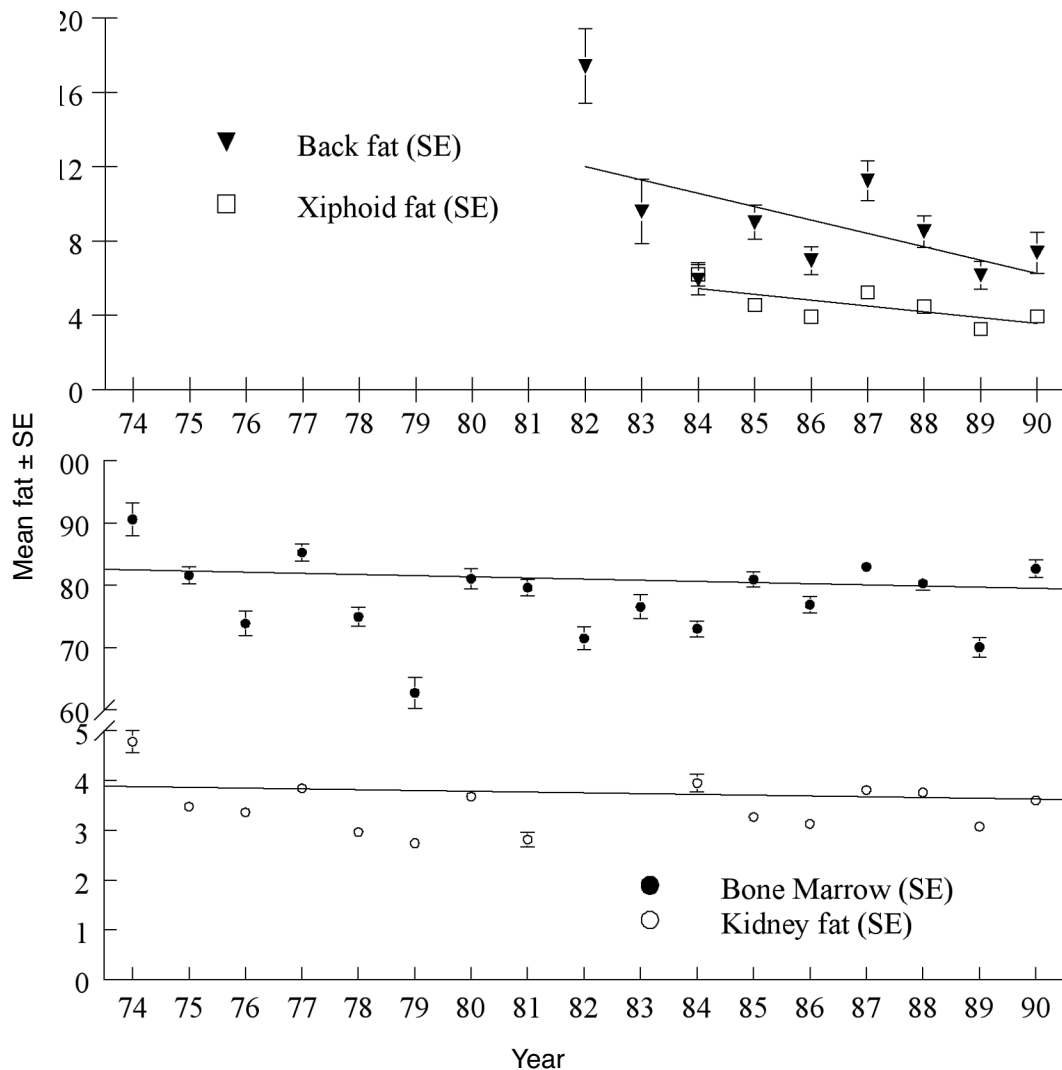 20
16
12
8
4
0
Back fat (SE)
Xiphoid fat (SE)
74 75 76 77 78 79 80 81 82 83 84 85 86 87 88 89 90
Mean fat ± SE
00
90
80
70
60
5
4
3
2
1
0
Bone Marrow (SE)
Kidney fat (SE)
74 75 76 77 78 79 80 81 82 83 84 85 86 87 88 89 90
Year